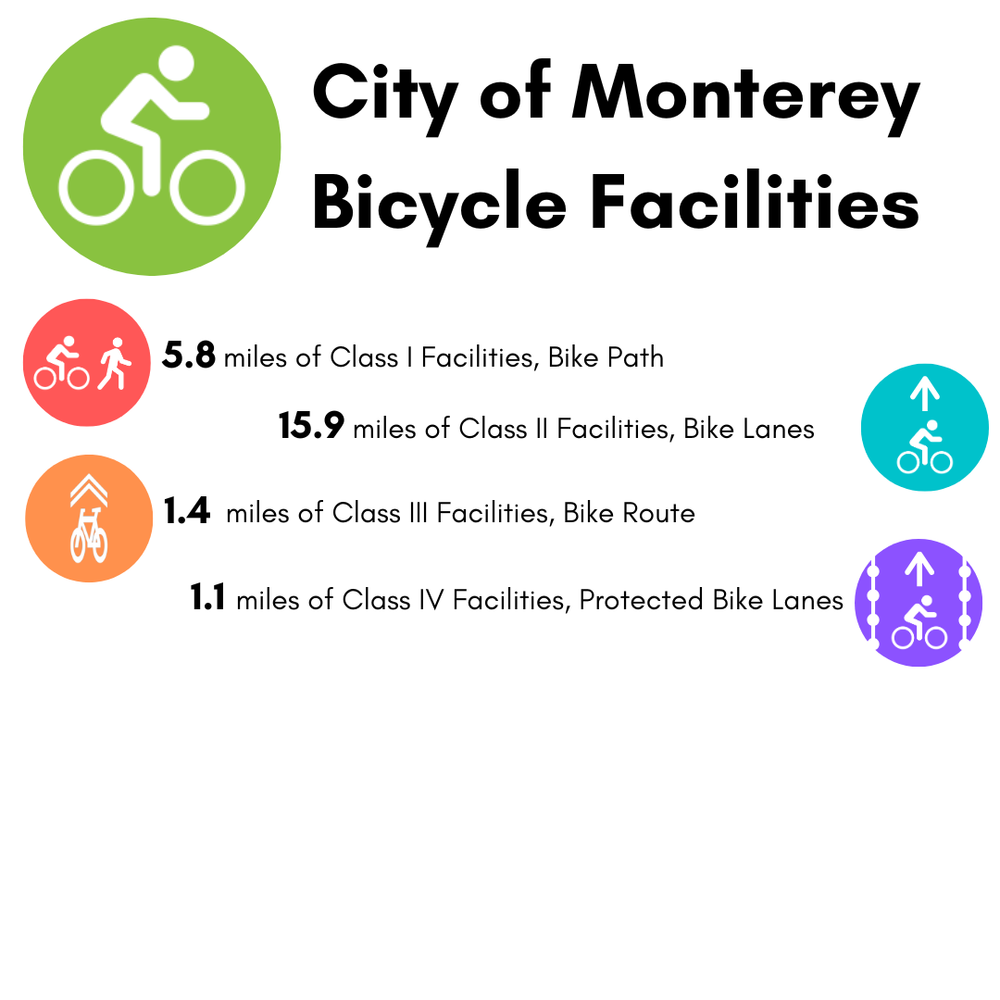 City of Monterey
Bicycle Facilities
5.8 miles of Class I Facilities, Bike Path
15.9 miles of Class II Facilities, Bike Lanes
1.4 miles of Class III Facilities, Bike Route
1.1 miles of Class IV Facilities, Protected Bike Lanes